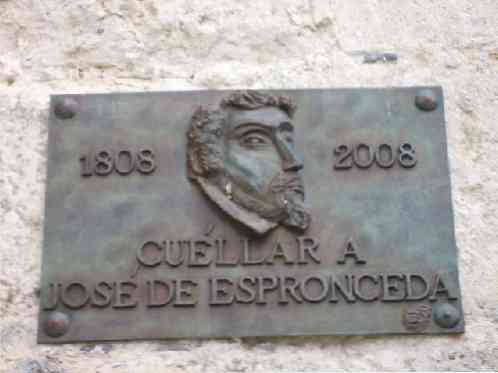 1808 2008
CUÉLLAR A
JOSÉ DE ESPRONCEDA